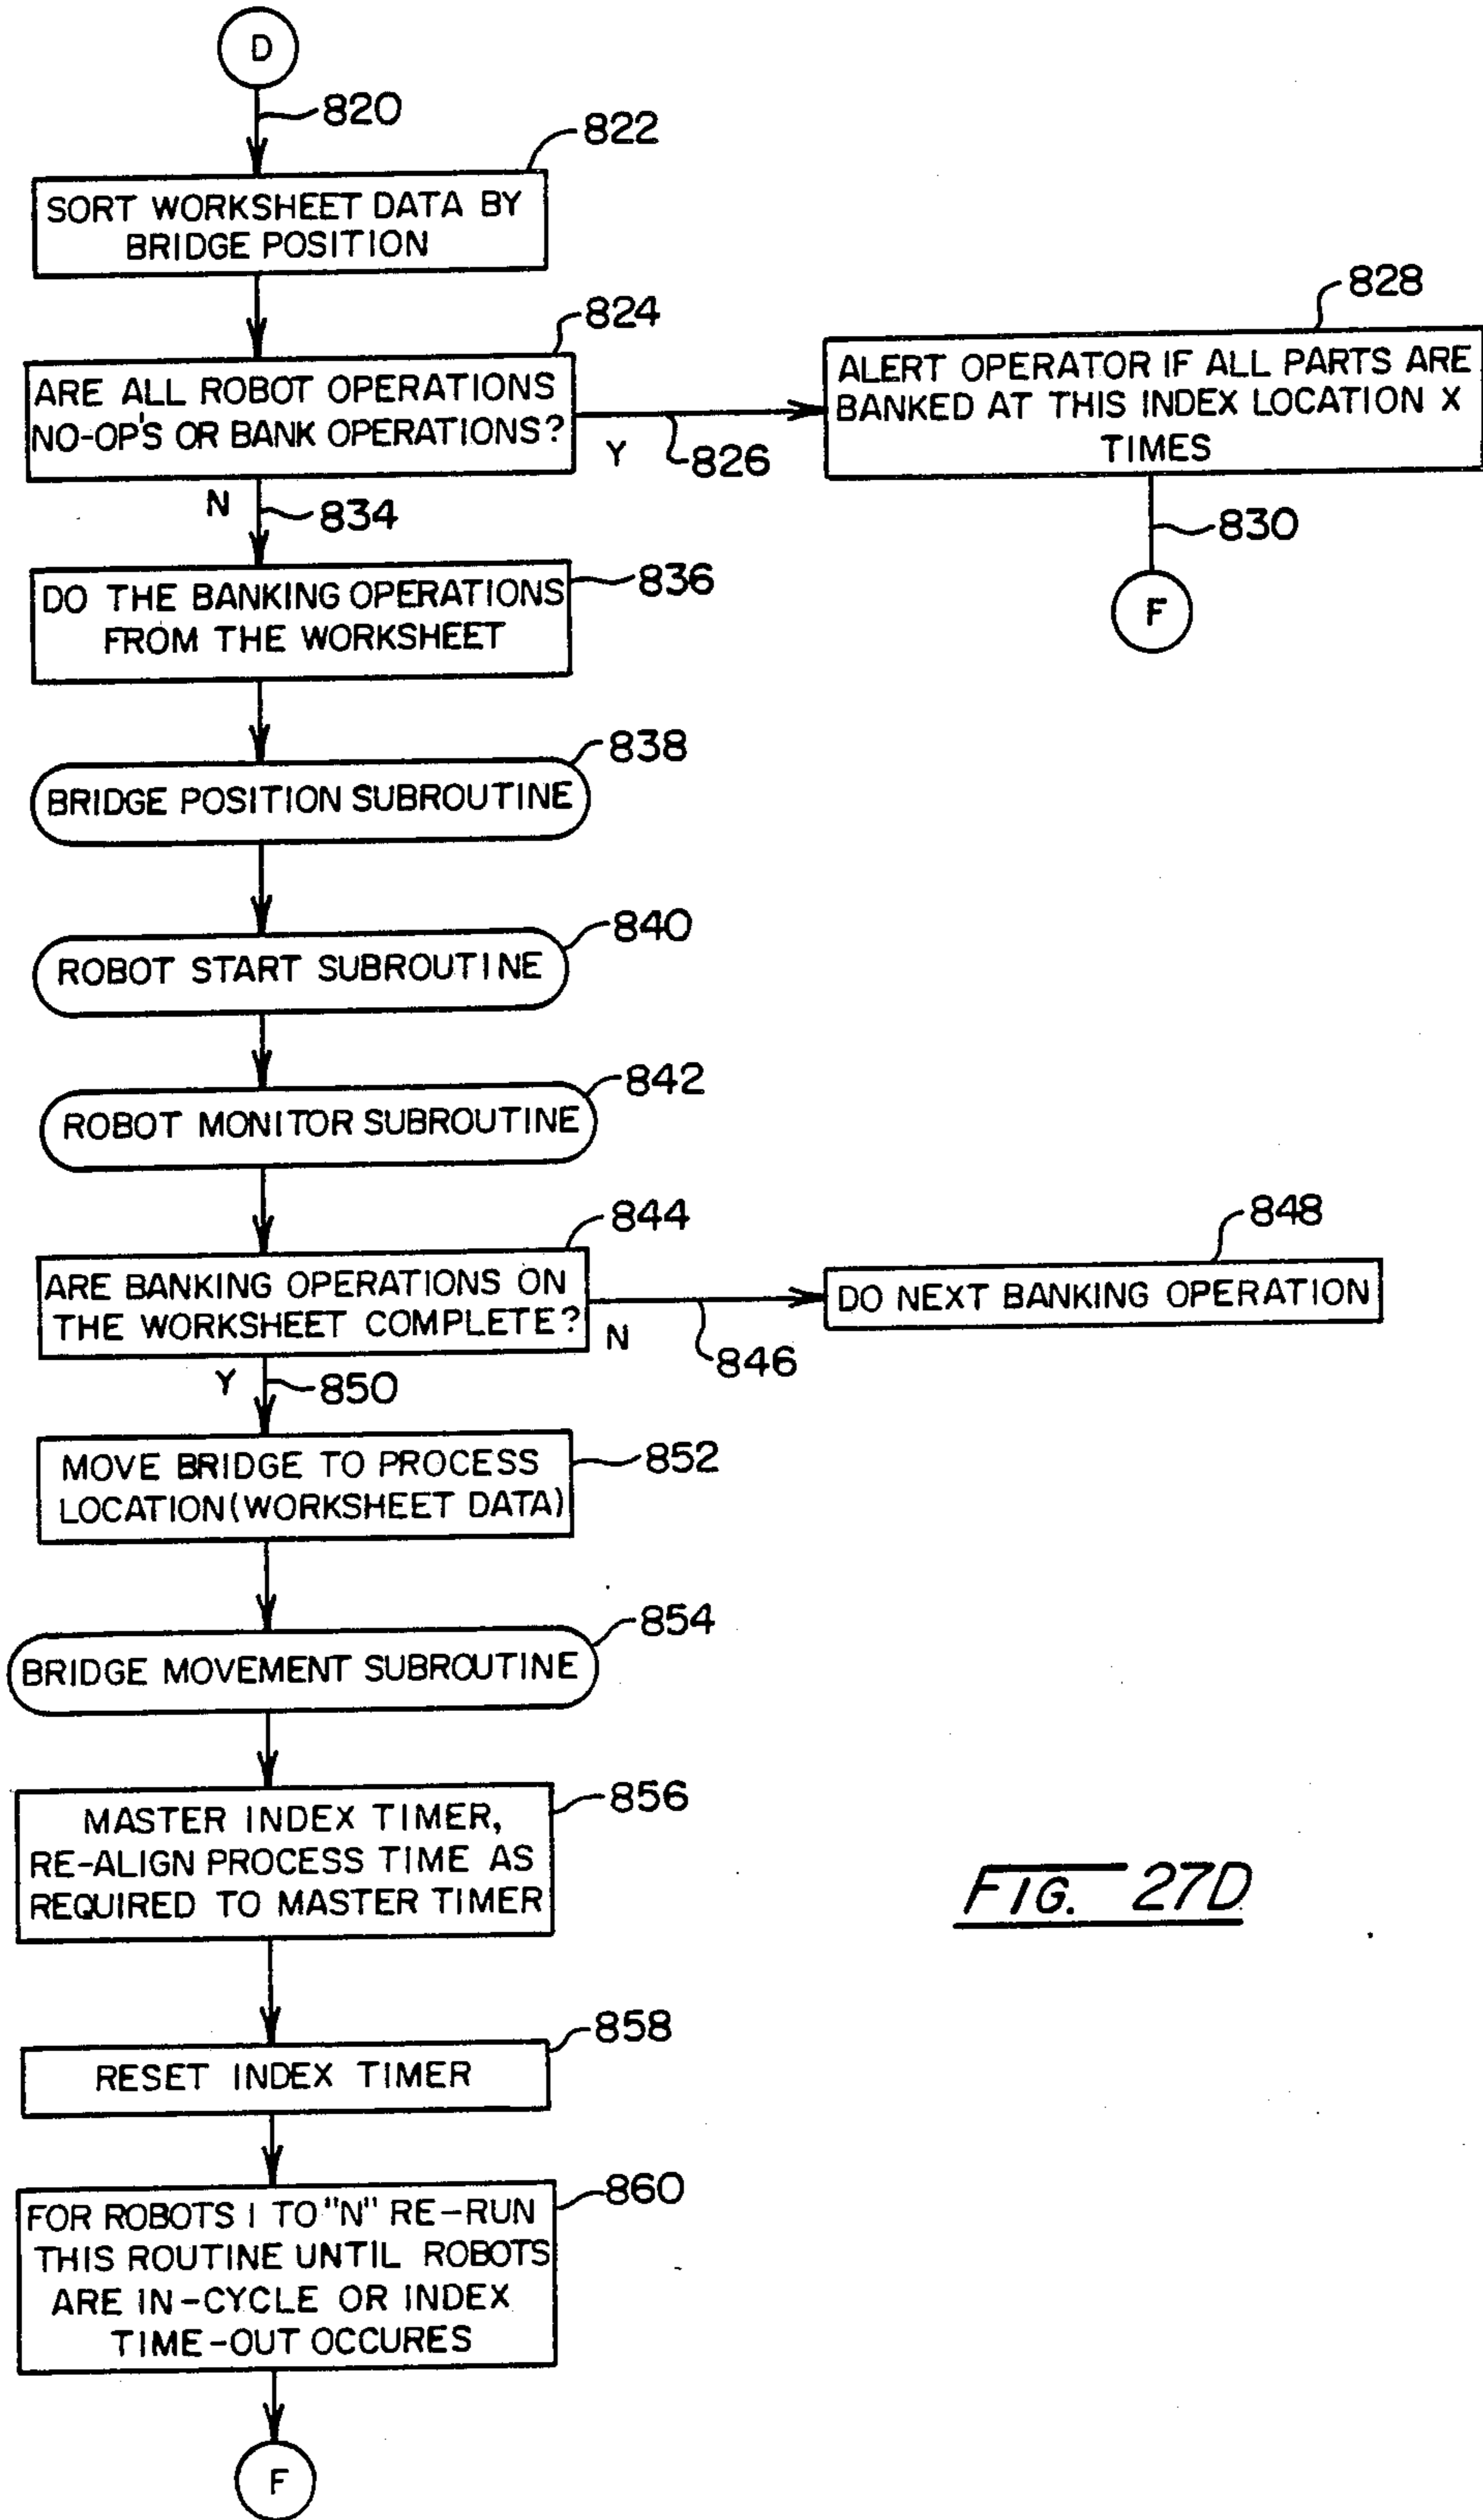 D
820
822
SORT WORKSHEET DATA BY
BRIDGE POSITION
824
ARE ALL ROBOT OPERATIONS
NO-OP'S OR BANK OPERATIONS?
Y
826
828
ALERT OPERATOR IF ALL PARTS ARE
BANKED AT THIS INDEX LOCATION X
TIMES
830
F
N
834
836
DO THE BANKING OPERATIONS
FROM THE WORKSHEET
838
BRIDGE POSITION SUBROUTINE
840
ROBOT START SUBROUTINE
842
ROBOT MONITOR SUBROUTINE
844
ARE BANKING OPERATIONS ON
THE WORKSHEET COMPLETE?
N
846
848
DO NEXT BANKING OPERATION
Y
850
852
MOVE BRIDGE TO PROCESS
LOCATION (WORKSHEET DATA)
854
BRIDGE MOVEMENT SUBROUTINE
856
MASTER INDEX TIMER,
RE-ALIGN PROCESS TIME AS
REQUIRED TO MASTER TIMER
FIG. 27D
858
RESET INDEX TIMER
860
FOR ROBOTS 1 TO "N" RE-RUN
THIS ROUTINE UNTIL ROBOTS
ARE IN-CYCLE OR INDEX
TIME-OUT OCCURES
F